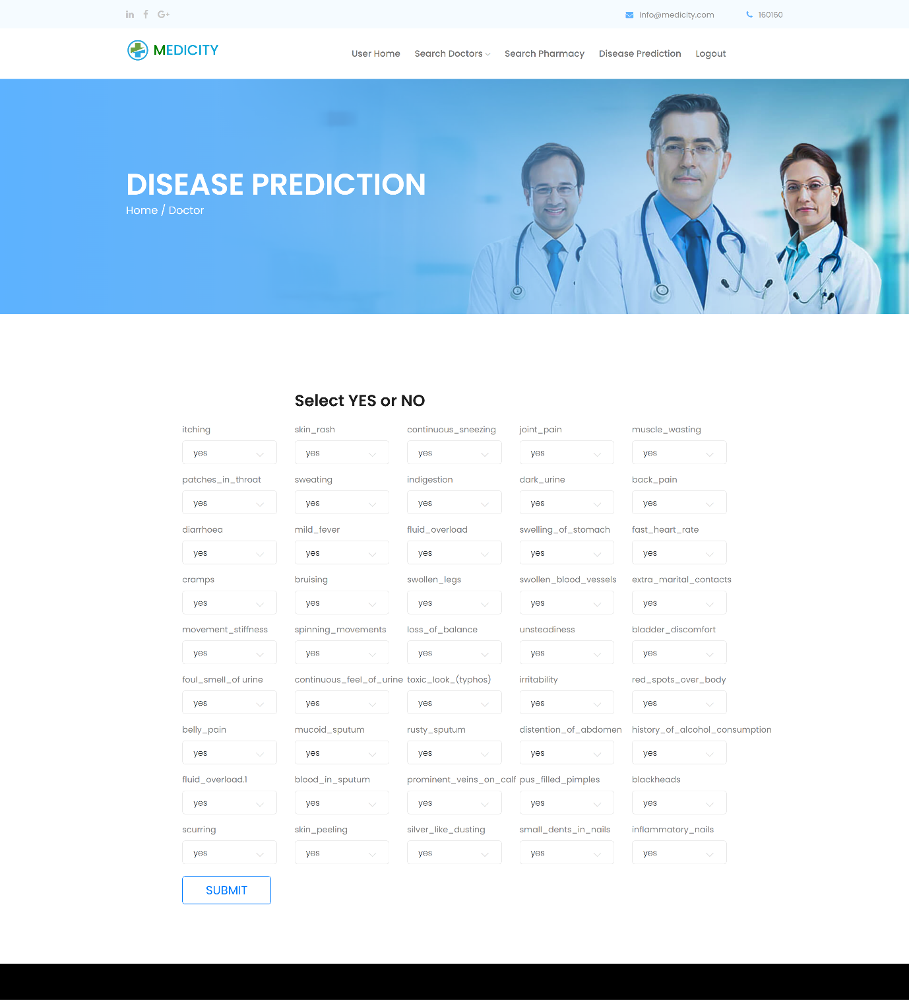 info@medicity.com 160160
MEDICITY
User Home Search Doctors Search Pharmacy Disease Prediction Logout
DISEASE PREDICTION
Home / Doctor
Select YES or NO
itching skin_rash continuous_sneezing joint_pain muscle_wasting
yes yes yes yes yes
patches_in_throat sweating indigestion dark_urine back_pain
yes yes yes yes yes
diarrhoea mild_fever fluid_overload swelling_of_stomach fast_heart_rate
yes yes yes yes yes
cramps bruising swollen_legs swollen_blood_vessels extra_marital_contacts
yes yes yes yes yes
movement_stiffness spinning_movements loss_of_balance unsteadiness bladder_discomfort
yes yes yes yes yes
foul_smell_of urine continuous_feel_of_urine toxic_look_(typhos) irritability red_spots_over_body
yes yes yes yes yes
belly_pain mucoid_sputum rusty_sputum distention_of_abdomen history_of_alcohol_consumption
yes yes yes yes yes
fluid_overload.1 blood_in_sputum prominent_veins_on_calf pus_filled_pimples blackheads
yes yes yes yes yes
scurring skin_peeling silver_like_dusting small_dents_in_nails inflammatory_nails
yes yes yes yes yes
SUBMIT